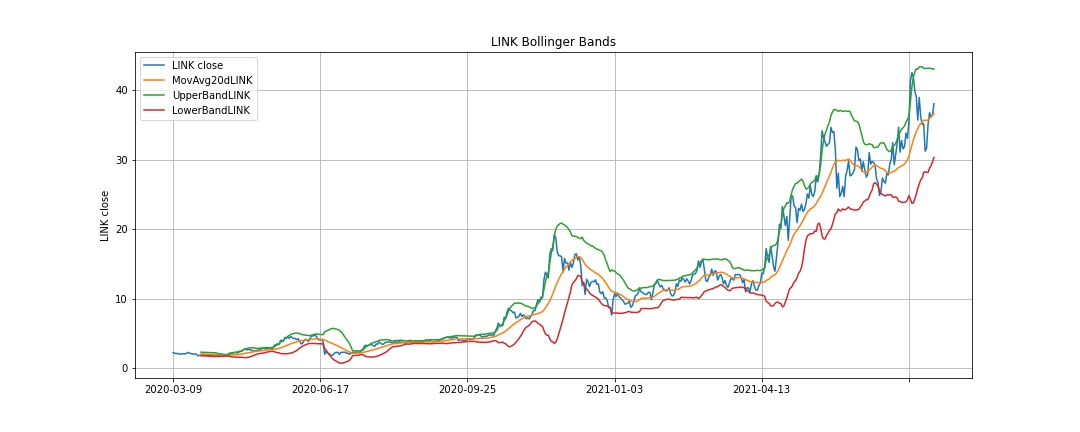 LINK Bollinger Bands
LINK close
MovAvg20dLINK
UpperBandLINK
LowerBandLINK
LINK close
40
30
20
10
0
2020-03-09
2020-06-17
2020-09-25
2021-01-03
2021-04-13